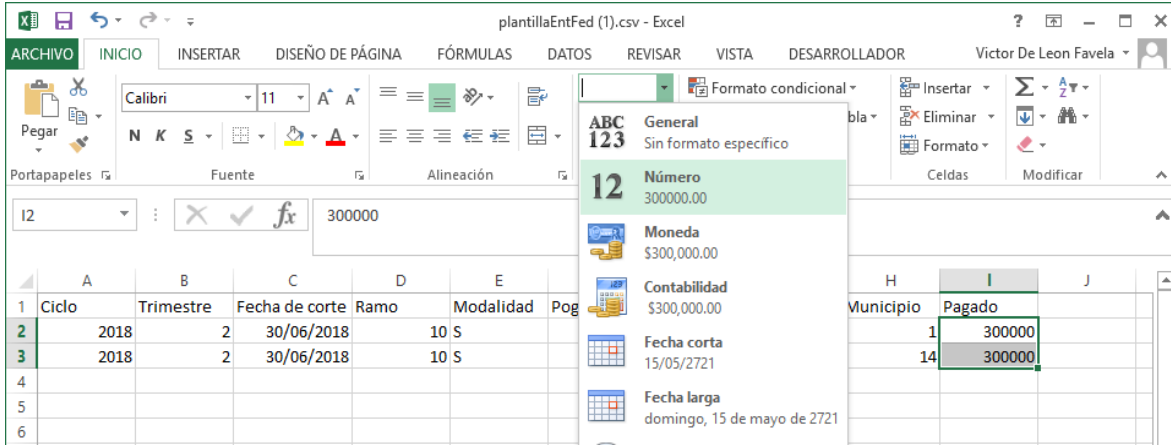 plantillaEntFed (1).csv - Excel
ARCHIVO INICIO INSERTAR DISEÑO DE PÁGINA FÓRMULAS DATOS REVISAR VISTA DESARROLLADOR Victor De Leon Favela
Calibri 11
Pegar
N K S
Portapapeles Fuente Alineación
Formato condicional
bla
Insertar
Eliminar
Formato
Celdas Modificar
ABC 123 General
Sin formato específico
12 Número
300000.00
Moneda
$300,000.00
Contabilidad
$300,000.00
Fecha corta
15/05/2721
Fecha larga
domingo, 15 de mayo de 2721
I2 fx 300000
A B C D E H I J
1 Ciclo Trimestre Fecha de corte Ramo Modalidad Pog Municipio Pagado
2 2018 2 30/06/2018 10 S 1 300000
3 2018 2 30/06/2018 10 S 14 300000
4
5
6